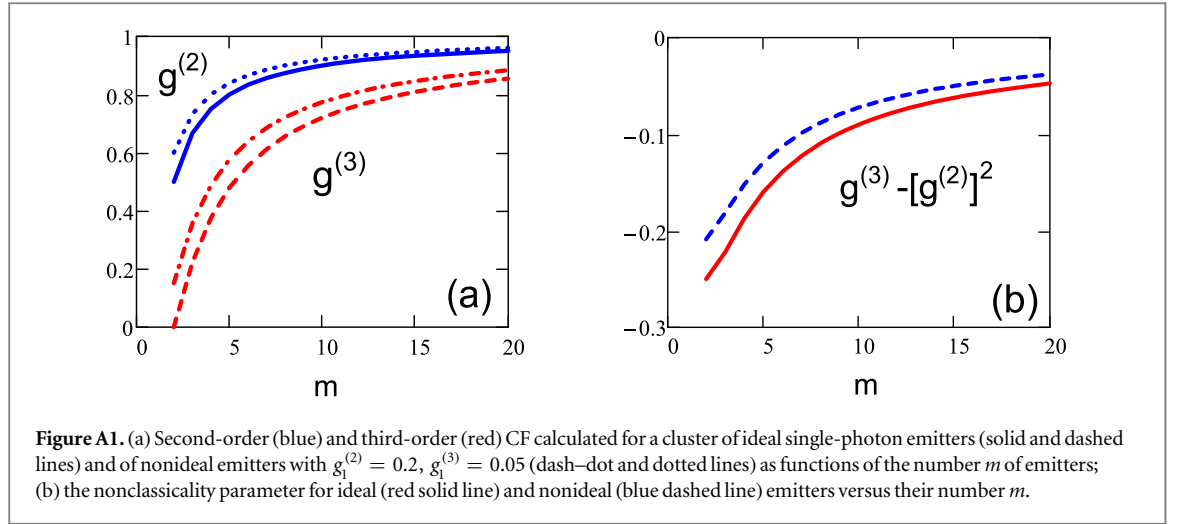 1
0.8
0.6
0.4
0.2
0
g^(2)
g^(3)
(a)
0 5 10 15 20
m
0
−0.1
−0.2
−0.3
g^(3) -[g^(2)]^2
(b)
0 5 10 15 20
m
Figure A1. (a) Second-order (blue) and third-order (red) CF calculated for a cluster of ideal single-photon emitters (solid and dashed
lines) and of nonideal emitters with g_1^(2) = 0.2, g_1^(3) = 0.05 (dash–dot and dotted lines) as functions of the number m of emitters;
(b) the nonclassicality parameter for ideal (red solid line) and nonideal (blue dashed line) emitters versus their number m.